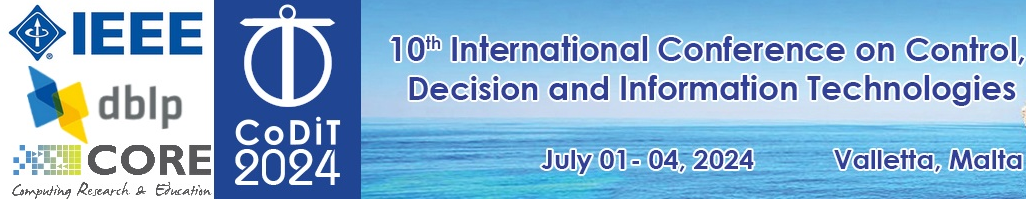 IEEE
dblp
CORE
Computing Research & Education
CoDiT
2024
10th International Conference on Control,
Decision and Information Technologies
July 01- 04, 2024 Valletta, Malta